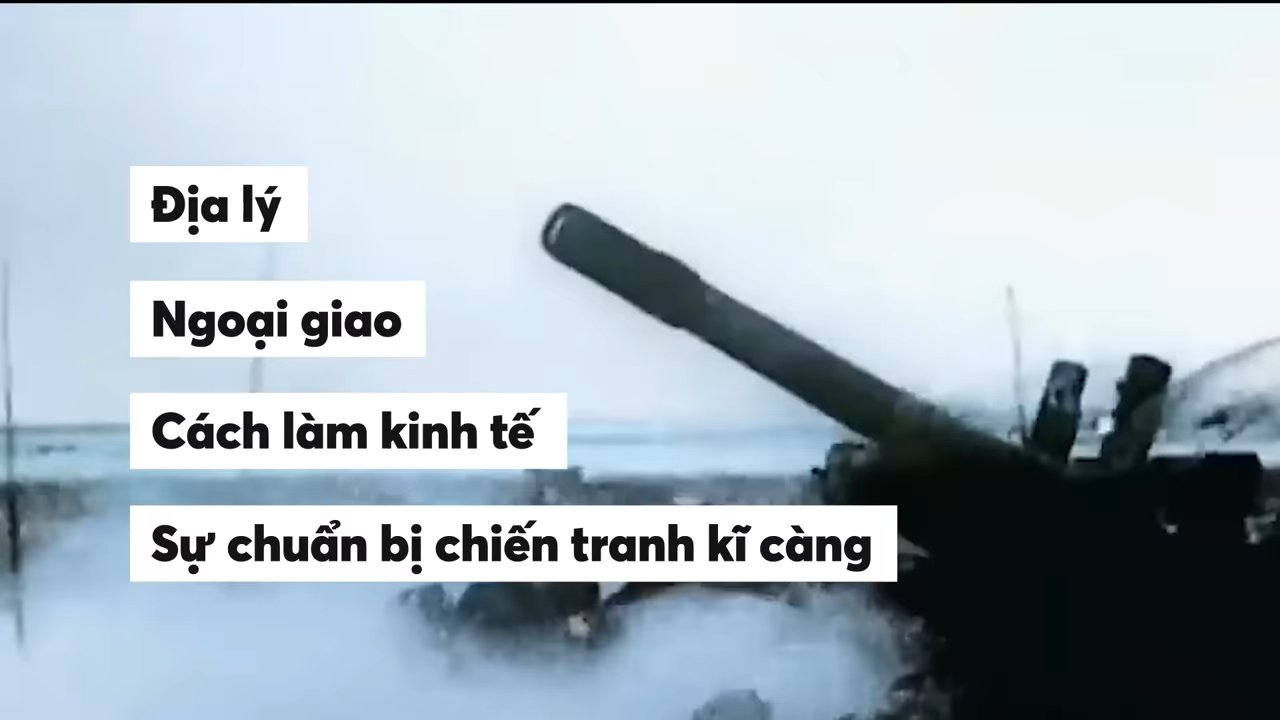 Địa lý
Ngoại giao
Cách làm kinh tế
Sự chuẩn bị chiến tranh kĩ càng